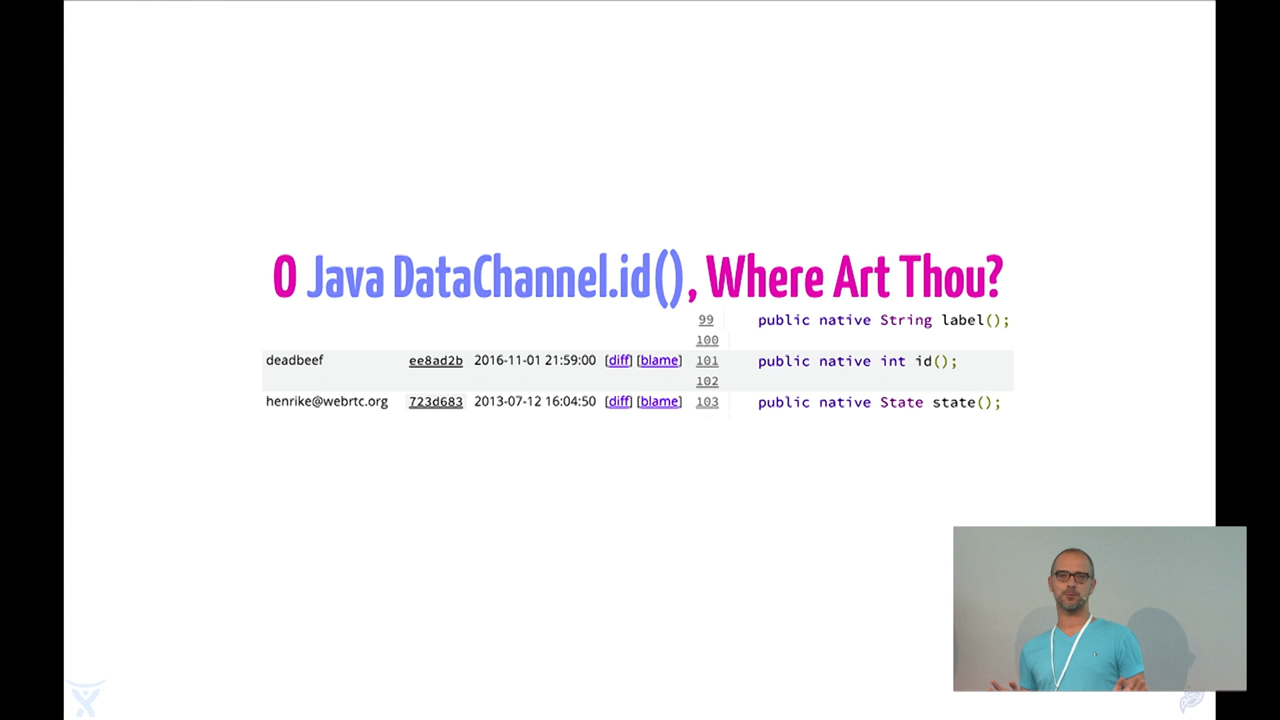 O Java DataChannel.id(), Where Art Thou?
99 public native String label();
100
deadbeef ee8ad2b 2016-11-01 21:59:00 [diff] [blame] 101 public native int id();
102
henrike@webrtc.org 723d683 2013-07-12 16:04:50 [diff] [blame] 103 public native State state();